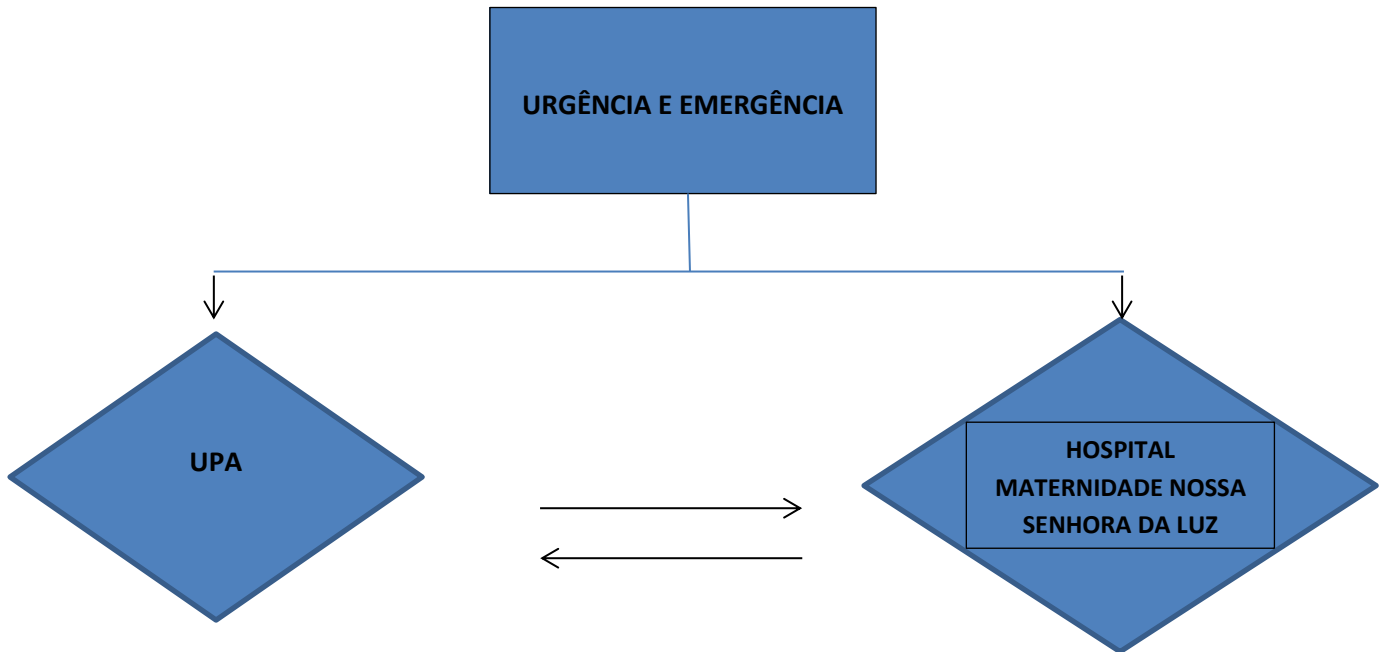 URGÊNCIA E EMERGÊNCIA
UPA
HOSPITAL
MATERNIDADE NOSSA
SENHORA DA LUZ